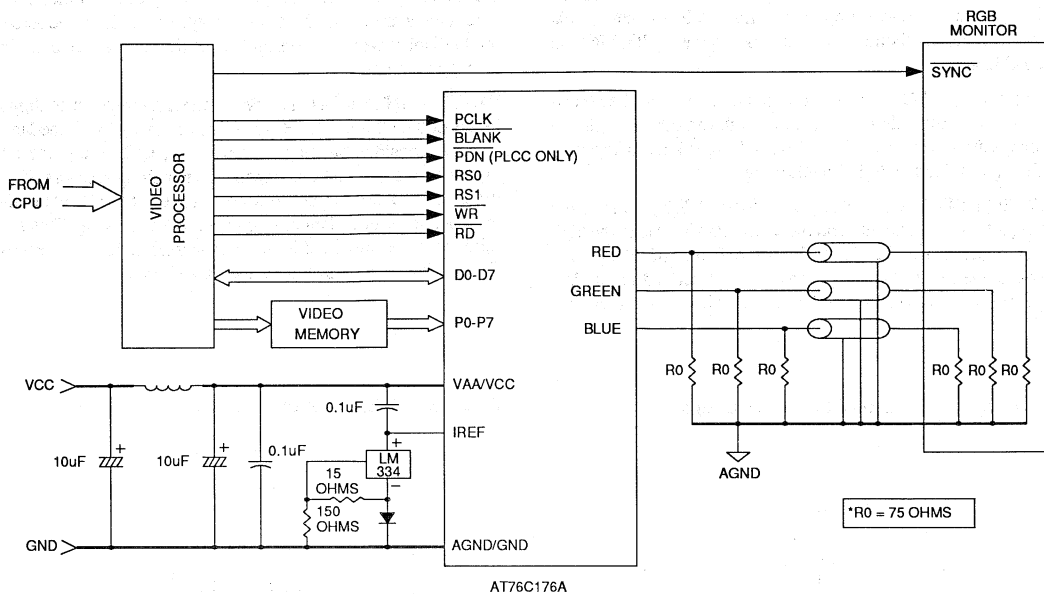 RGB
MONITOR
SYNC
PCLK
BLANK
PDN (PLCC ONLY)
RS0
RS1
WR
RD
FROM
CPU
VIDEO
PROCESSOR
RED
D0-D7
GREEN
VIDEO
MEMORY
P0-P7
BLUE
R0
R0
R0
R0
R0
R0
VCC
VAA/VCC
0.1uF
IREF
+
+
+
10uF
10uF
0.1uF
LM
334
15
OHMS
−
150
OHMS
AGND
*R0 = 75 OHMS
GND
AGND/GND
AT76C176A